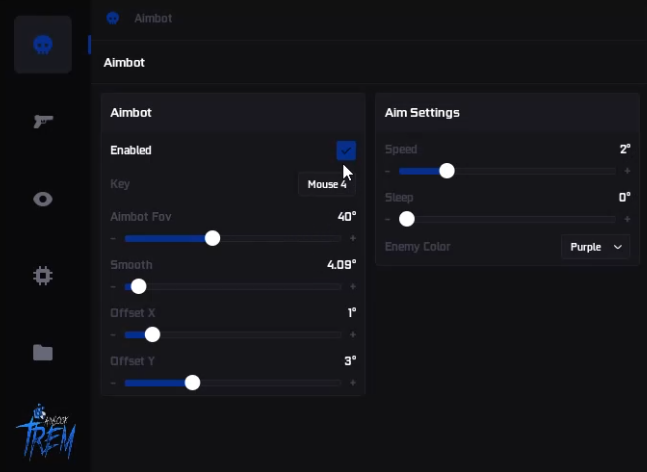 Aimbot
Aimbot
Aimbot
Enabled
Key
Mouse 4
Aimbot Fov
40°
- +
Smooth
4.09°
- +
Offset X
1°
- +
Offset Y
3°
- +
Aim Settings
Speed
2°
- +
Sleep
0°
- +
Enemy Color
Purple
TREM